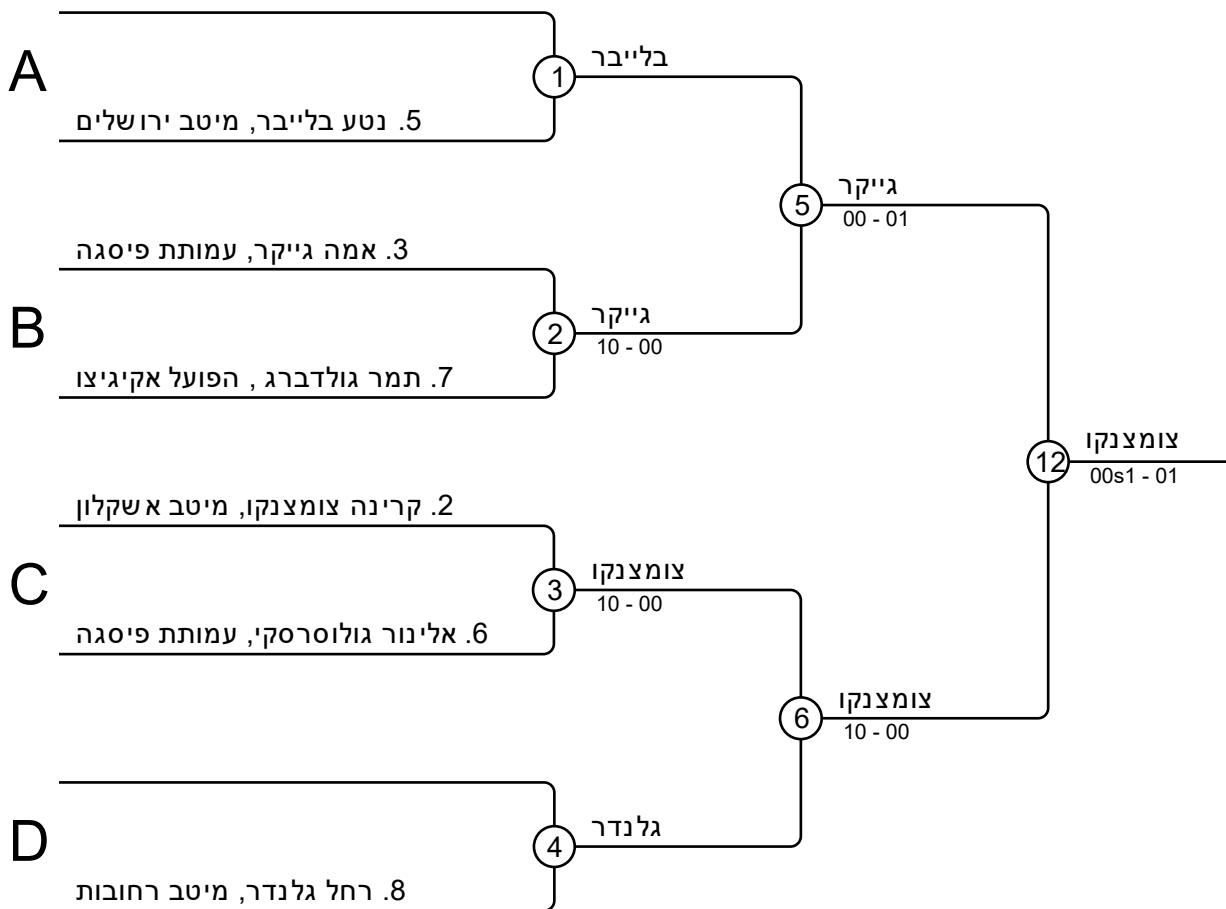 A
1
בלייבר
5. נטע בלייבר, מיטב ירושלים
5
גייקר
00 - 01
3. אמה גייקר, עמותת פיסגה
B
2
גייקר
10 - 00
7. תמר גולדברג , הפועל אקיגיצו
12
צומצנקו
00s1 - 01
2. קרינה צומצנקו, מיטב אשקלון
C
3
צומצנקו
10 - 00
6. אלינור גולוסרסקי, עמותת פיסגה
6
צומצנקו
10 - 00
D
4
גלנדר
8. רחל גלנדר, מיטב רחובות